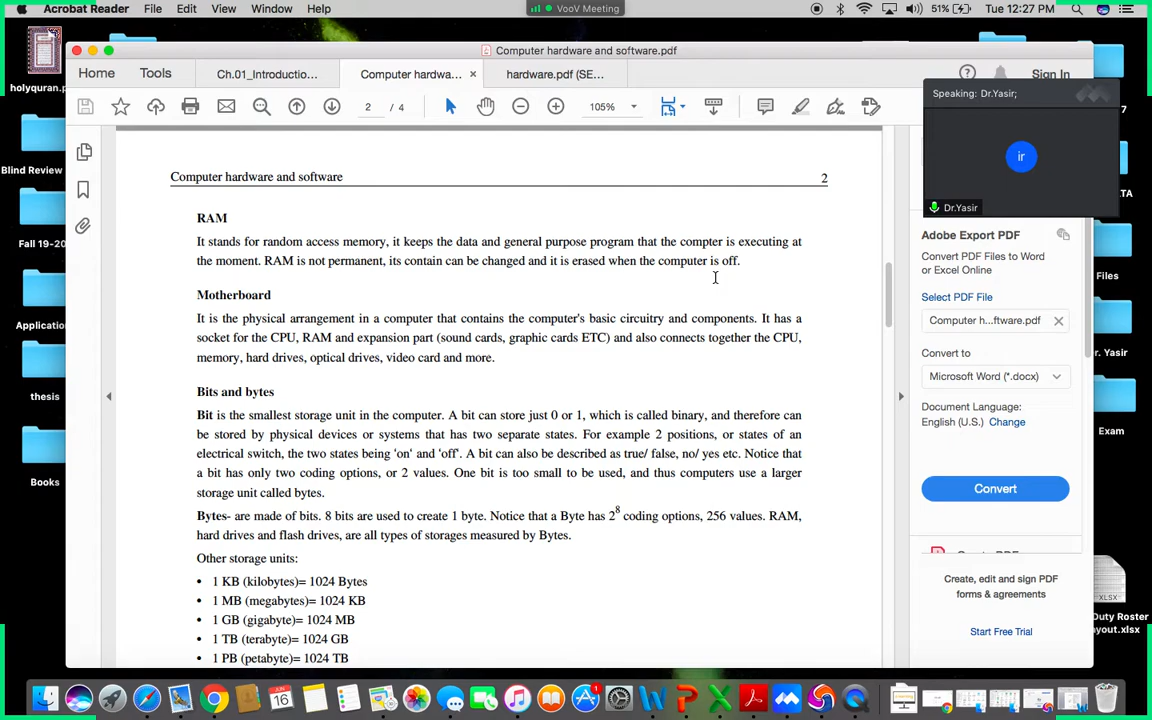 Acrobat Reader File Edit View Window Help
VooV Meeting
51% Tue 12:27 PM
Computer hardware and software.pdf
Home Tools Ch.01_Introductio... Computer hardwa... × hardware.pdf (SE... Sign In
2 / 4 105%
Speaking: Dr.Yasir;
ir
Dr.Yasir
Computer hardware and software 2
RAM
It stands for random access memory, it keeps the data and general purpose program that the compter is executing at
the moment. RAM is not permanent, its contain can be changed and it is erased when the computer is off.
Motherboard
It is the physical arrangement in a computer that contains the computer's basic circuitry and components. It has a
socket for the CPU, RAM and expansion part (sound cards, graphic cards ETC) and also connects together the CPU,
memory, hard drives, optical drives, video card and more.
Bits and bytes
Bit is the smallest storage unit in the computer. A bit can store just 0 or 1, which is called binary, and therefore can
be stored by physical devices or systems that has two separate states. For example 2 positions, or states of an
electrical switch, the two states being 'on' and 'off'. A bit can also be described as true/ false, no/ yes etc. Notice that
a bit has only two coding options, or 2 values. One bit is too small to be used, and thus computers use a larger
storage unit called bytes.
Bytes- are made of bits. 8 bits are used to create 1 byte. Notice that a Byte has 2⁸ coding options, 256 values. RAM,
hard drives and flash drives, are all types of storages measured by Bytes.
Other storage units:
• 1 KB (kilobytes)= 1024 Bytes
• 1 MB (megabytes)= 1024 KB
• 1 GB (gigabyte)= 1024 MB
• 1 TB (terabyte)= 1024 GB
• 1 PB (petabyte)= 1024 TB
Adobe Export PDF
Convert PDF Files to Word
or Excel Online
Select PDF File
Computer h...ftware.pdf
Convert to
Microsoft Word (*.docx)
Document Language:
English (U.S.) Change
Convert
Create, edit and sign PDF
forms & agreements
Start Free Trial
holyquran.p
Blind Review
Fall 19-20
Applicatio
thesis
Books
7
TA
Files
r. Yasir
Exam
XLSX
Duty Roster
ayout.xlsx
JUN
16
1